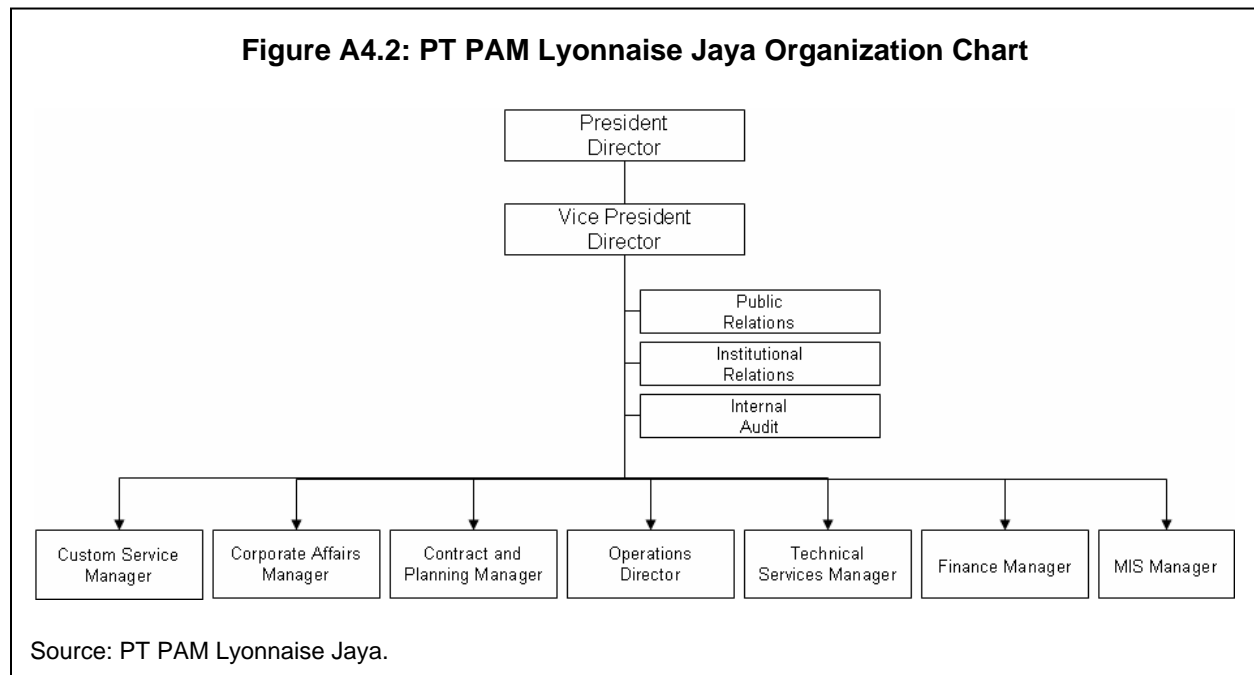 Figure A4.2: PT PAM Lyonnaise Jaya Organization Chart
President
Director
Vice President
Director
Public
Relations
Institutional
Relations
Internal
Audit
Custom Service
Manager
Corporate Affairs
Manager
Contract and
Planning Manager
Operations
Director
Technical
Services Manager
Finance Manager
MIS Manager
Source: PT PAM Lyonnaise Jaya.